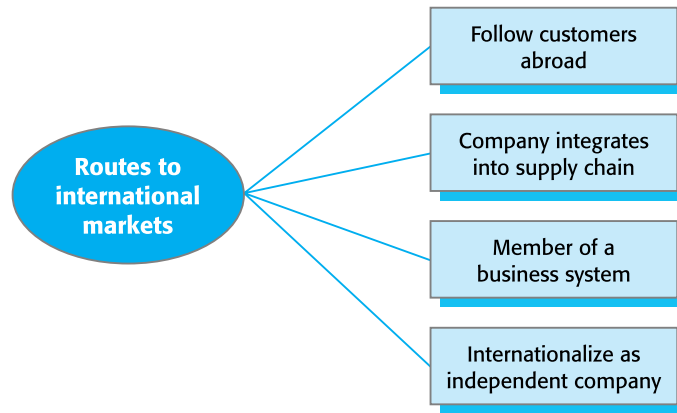 Routes to
international
markets
Follow customers
abroad
Company integrates
into supply chain
Member of a
business system
Internationalize as
independent company